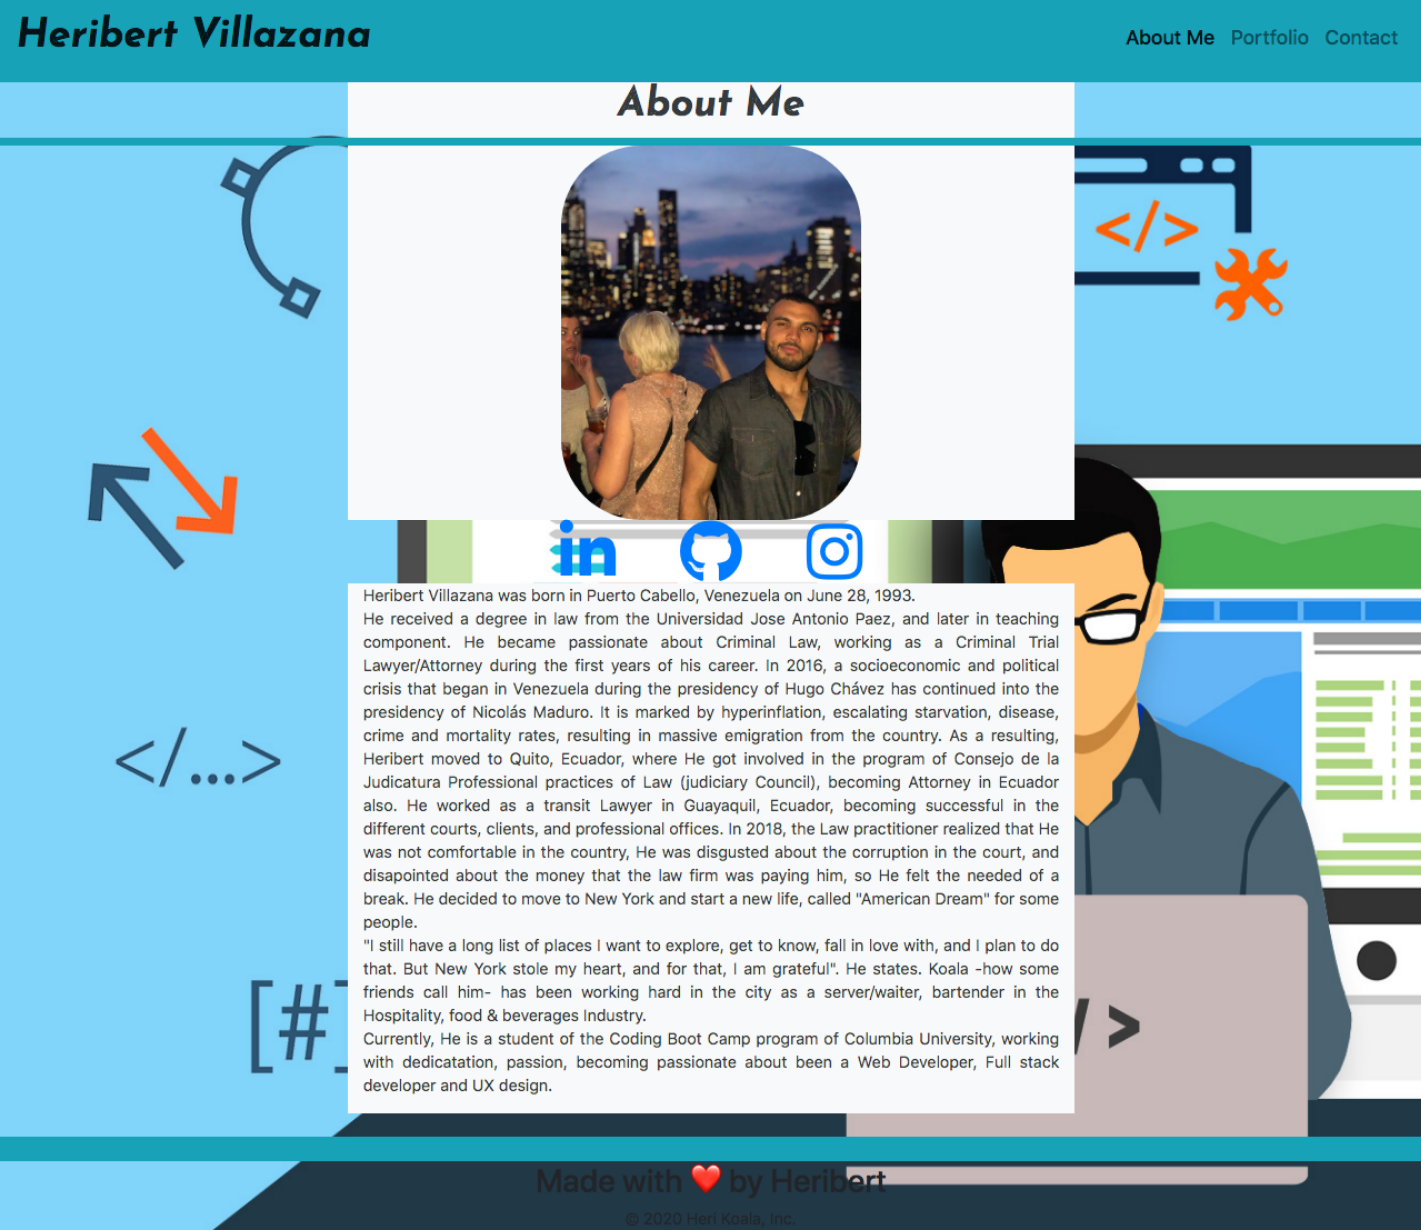 Heribert Villazana
About Me Portfolio Contact
About Me
</>
in
Heribert Villazana was born in Puerto Cabello, Venezuela on June 28, 1993.
He received a degree in law from the Universidad Jose Antonio Paez, and later in teaching
component. He became passionate about Criminal Law, working as a Criminal Trial
Lawyer/Attorney during the first years of his career. In 2016, a socioeconomic and political
crisis that began in Venezuela during the presidency of Hugo Chávez has continued into the
presidency of Nicolás Maduro. It is marked by hyperinflation, escalating starvation, disease,
crime and mortality rates, resulting in massive emigration from the country. As a resulting,
Heribert moved to Quito, Ecuador, where He got involved in the program of Consejo de la
Judicatura Professional practices of Law (judiciary Council), becoming Attorney in Ecuador
also. He worked as a transit Lawyer in Guayaquil, Ecuador, becoming successful in the
different courts, clients, and professional offices. In 2018, the Law practitioner realized that He
was not comfortable in the country, He was disgusted about the corruption in the court, and
disapointed about the money that the law firm was paying him, so He felt the needed of a
break. He decided to move to New York and start a new life, called "American Dream" for some
people.
"I still have a long list of places I want to explore, get to know, fall in love with, and I plan to do
that. But New York stole my heart, and for that, I am grateful". He states. Koala -how some
friends call him- has been working hard in the city as a server/waiter, bartender in the
Hospitality, food & beverages Industry.
Currently, He is a student of the Coding Boot Camp program of Columbia University, working
with dedicatation, passion, becoming passionate about been a Web Developer, Full stack
developer and UX design.
</...>
[#]
/>
Made with ❤️ by Heribert
© 2020 Heri Koala, Inc.